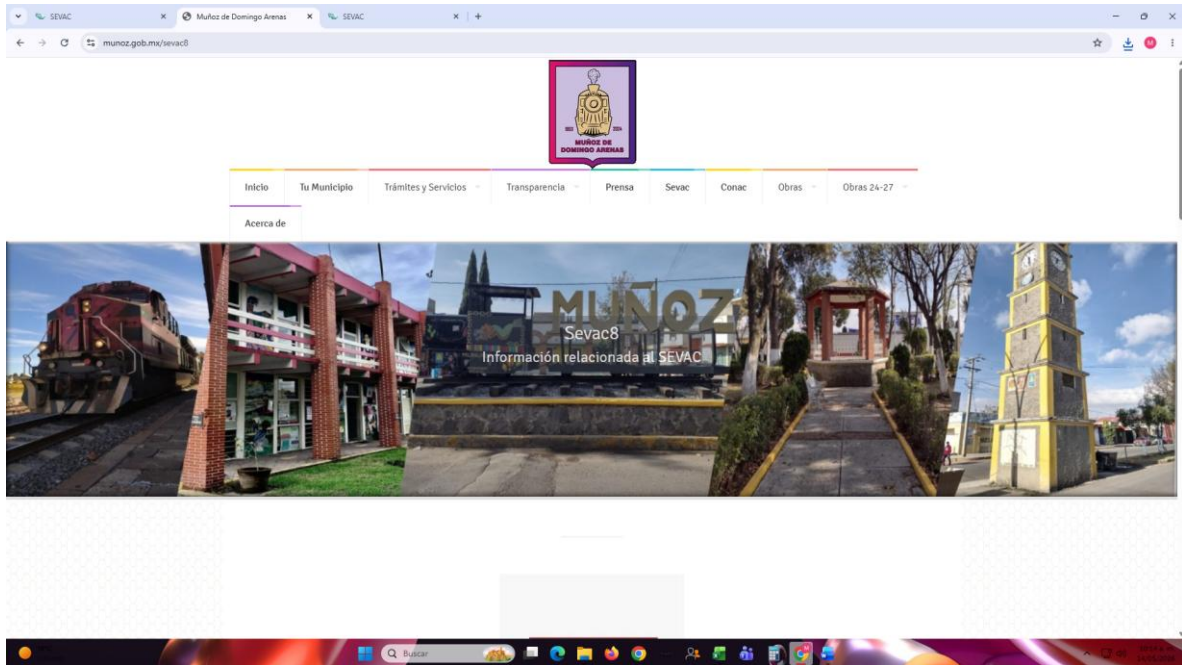 SEVAC
Muñoz de Domingo Arenas
SEVAC
munoz.gob.mx/sevac8
M
MUÑOZ DE
DOMINGO ARENAS
Inicio
Tu Municipio
Trámites y Servicios
Transparencia
Prensa
Sevac
Conac
Obras
Obras 24-27
Acerca de
MUÑOZ
Sevac8
Información relacionada al SEVAC
Buscar